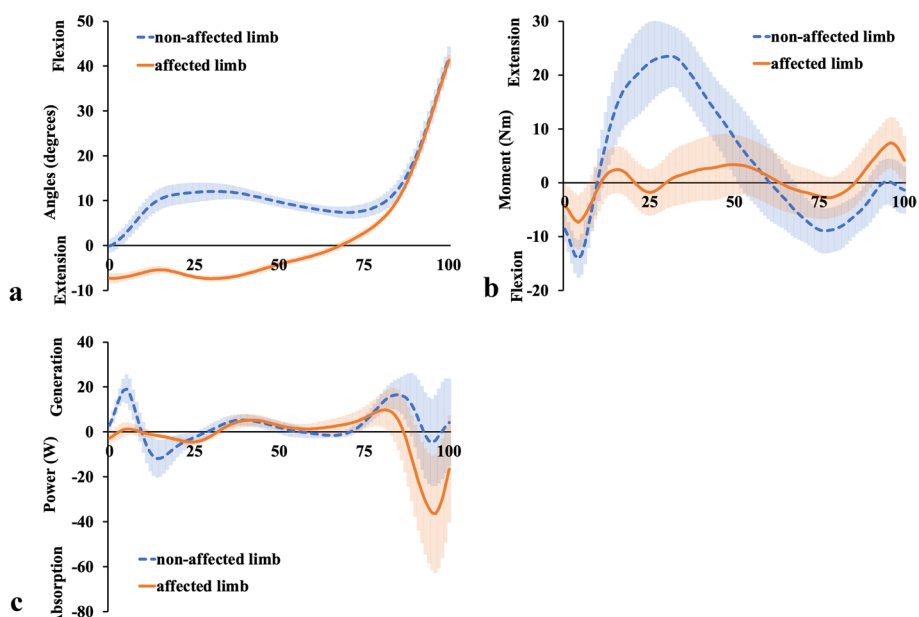 50
40
30
20
10
0
-10
Flexion
Angles (degrees)
Extension
non-affected limb
affected limb
0
25
50
75
100
a
30
20
10
0
-10
-20
Extension
Moment (Nm)
Flexion
non-affected limb
affected limb
0
25
50
75
100
b
40
20
0
-20
-40
-60
-80
Generation
Power (W)
Absorption
0
25
50
75
100
non-affected limb
affected limb
c